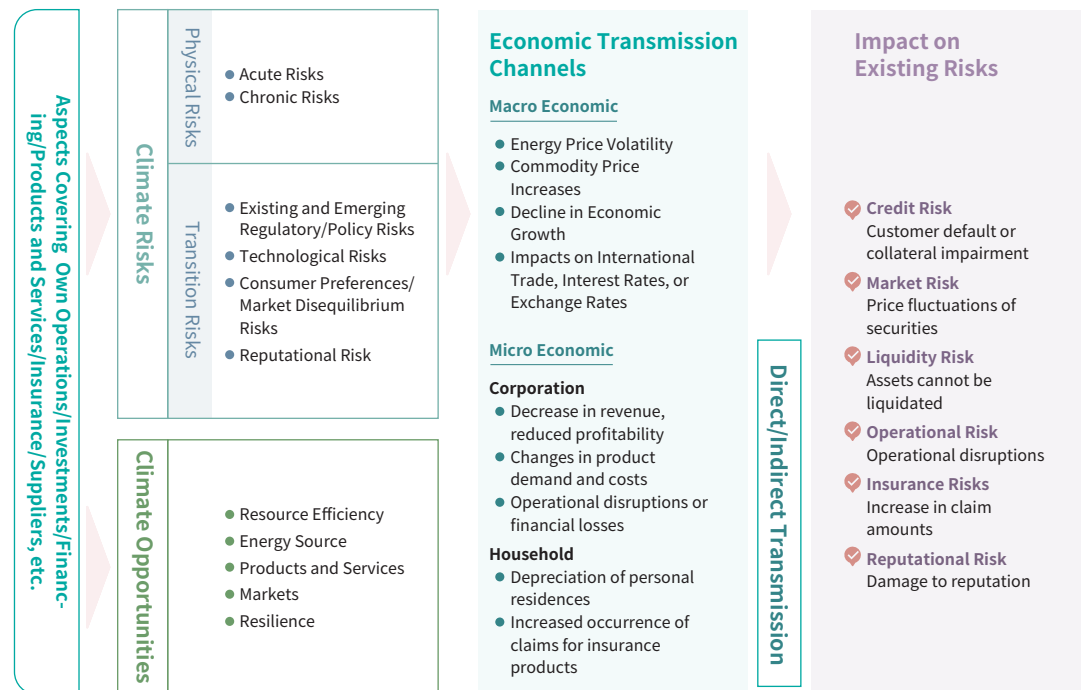 Aspects Covering Own Operations/Investments/Financ-
ing/Products and Services/Insurance/Suppliers, etc.
Climate Risks
Physical Risks
Acute Risks
Chronic Risks
Transition Risks
Existing and Emerging
Regulatory/Policy Risks
Technological Risks
Consumer Preferences/
Market Disequilibrium
Risks
Reputational Risk
Climate Opportunities
Resource Efficiency
Energy Source
Products and Services
Markets
Resilience
Economic Transmission
Channels
Macro Economic
Energy Price Volatility
Commodity Price
Increases
Decline in Economic
Growth
Impacts on International
Trade, Interest Rates, or
Exchange Rates
Micro Economic
Corporation
Decrease in revenue,
reduced profitability
Changes in product
demand and costs
Operational disruptions or
financial losses
Household
Depreciation of personal
residences
Increased occurrence of
claims for insurance
products
Direct/Indirect Transmission
Impact on
Existing Risks
Credit Risk
Customer default or
collateral impairment
Market Risk
Price fluctuations of
securities
Liquidity Risk
Assets cannot be
liquidated
Operational Risk
Operational disruptions
Insurance Risks
Increase in claim
amounts
Reputational Risk
Damage to reputation